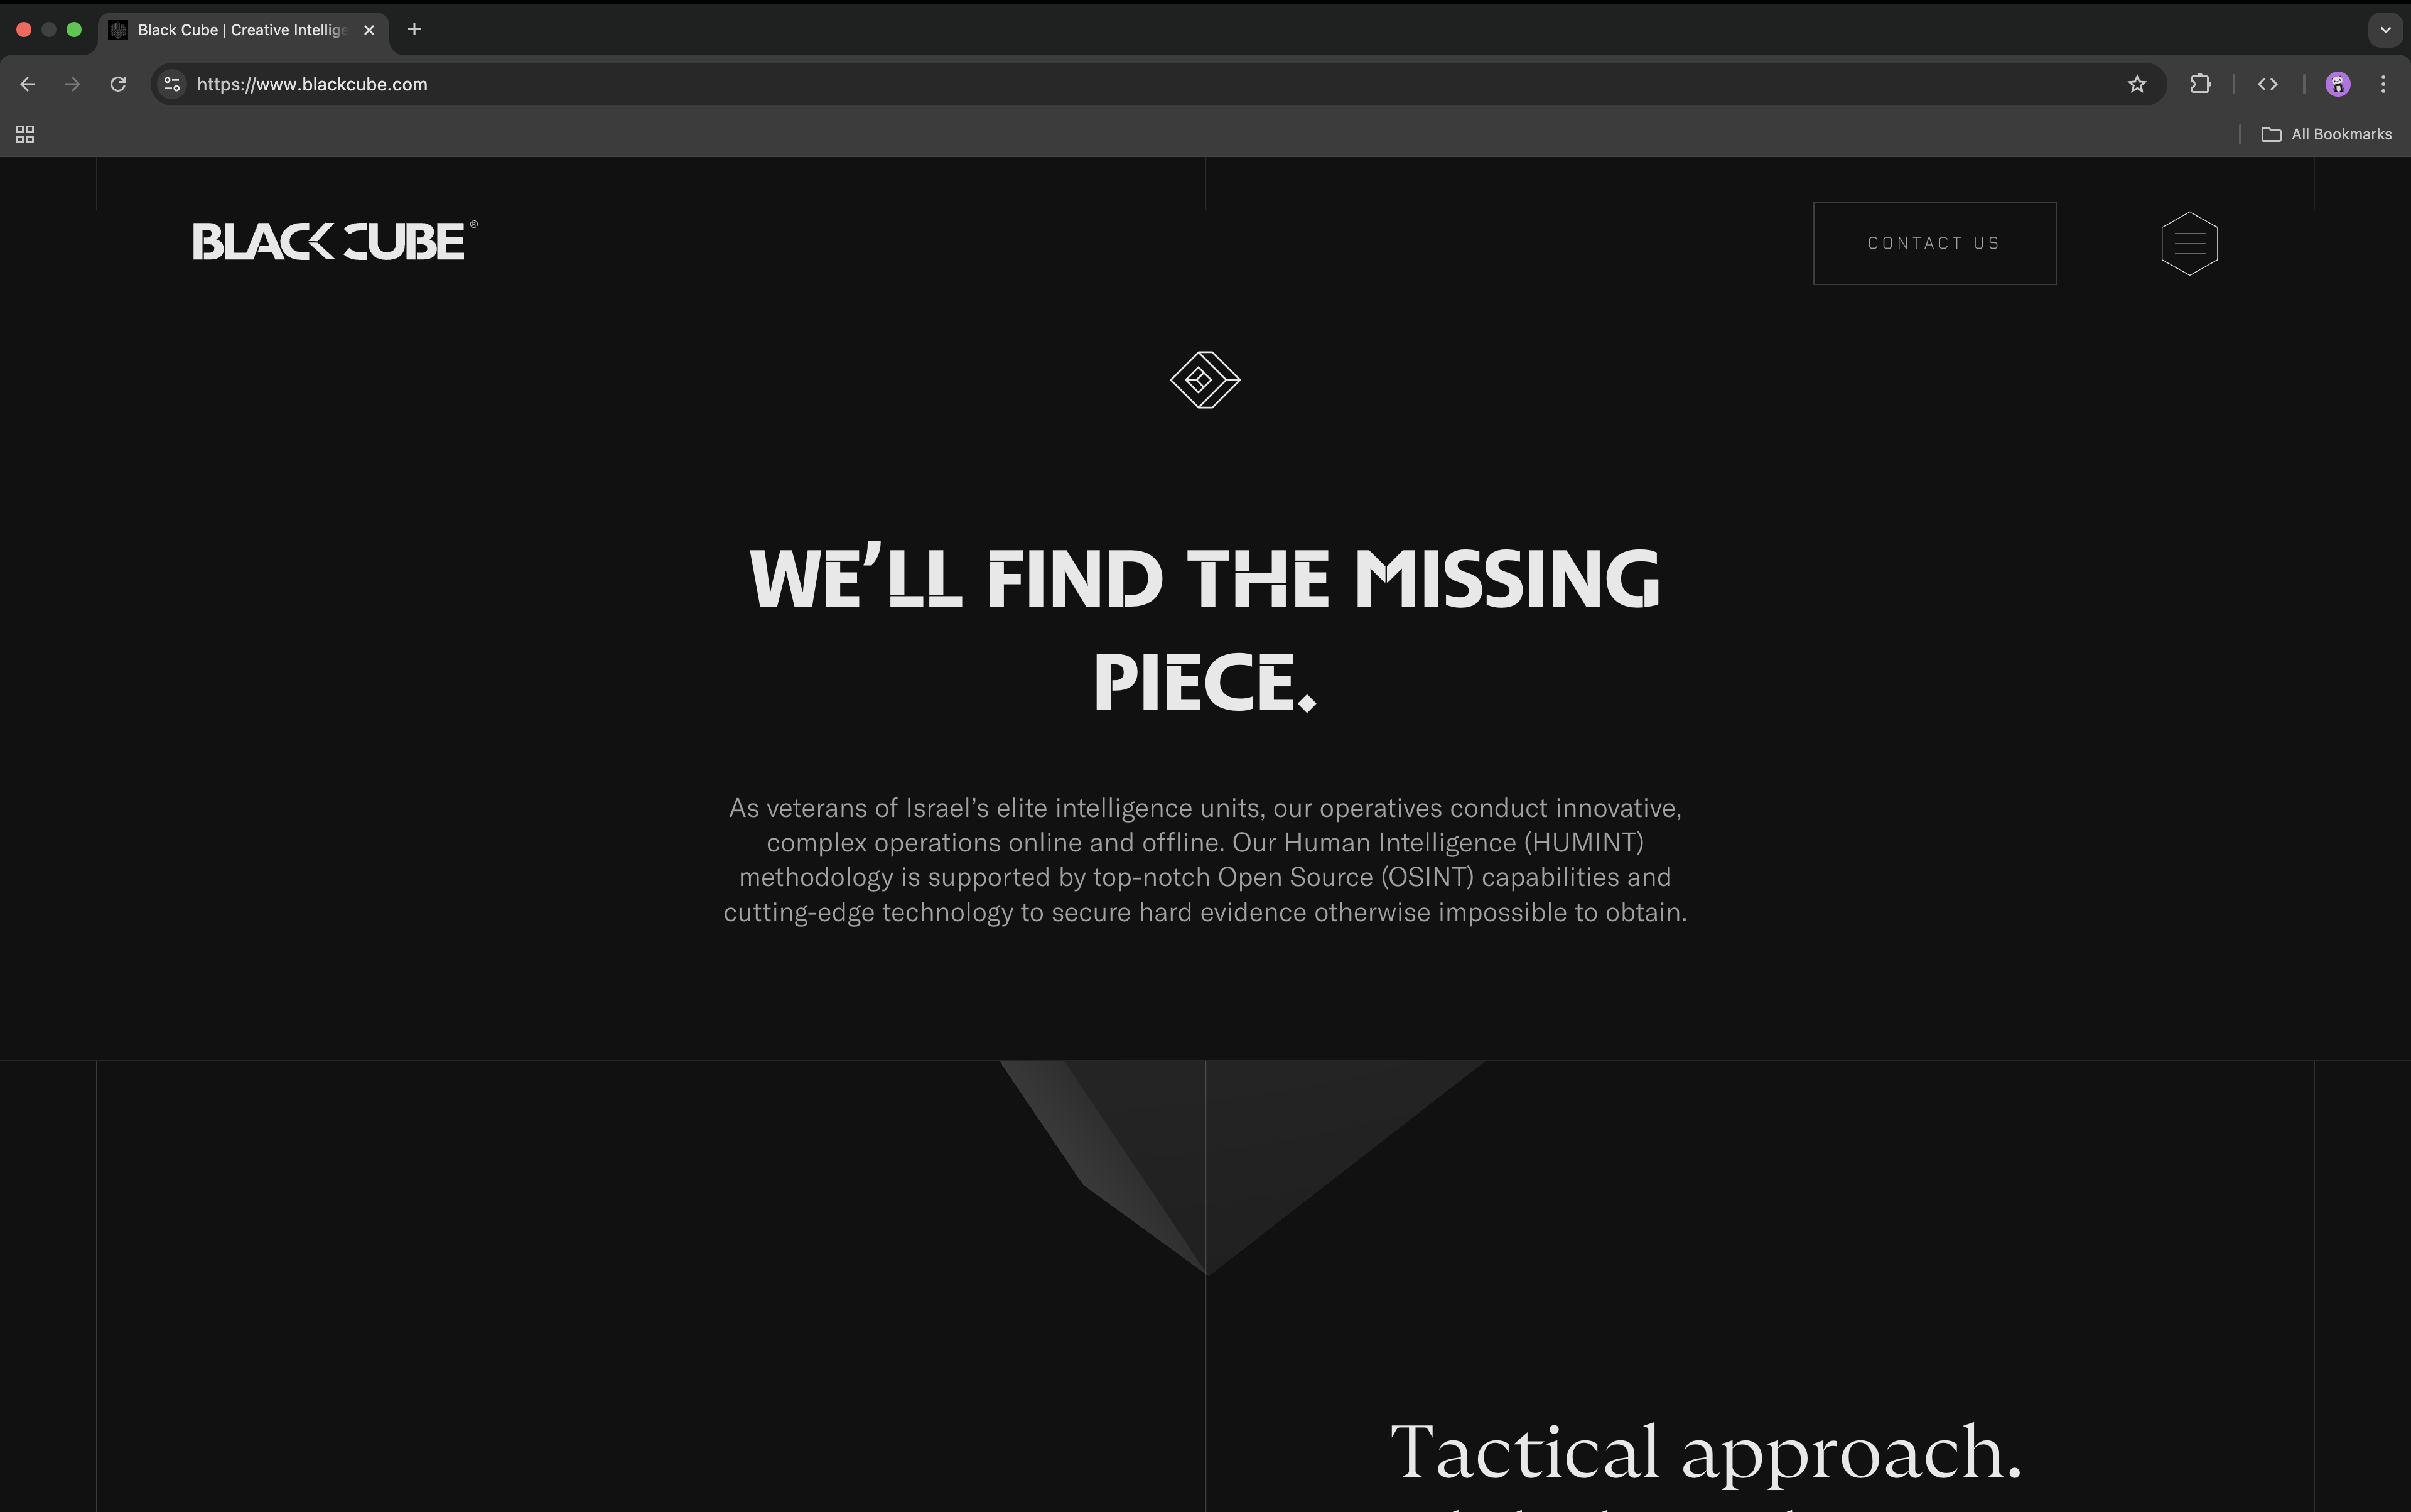 Black Cube | Creative Intellige
https://www.blackcube.com
All Bookmarks
BLACK CUBE®
CONTACT US
WE’LL FIND THE MISSING
PIECE.
As veterans of Israel’s elite intelligence units, our operatives conduct innovative,
complex operations online and offline. Our Human Intelligence (HUMINT)
methodology is supported by top-notch Open Source (OSINT) capabilities and
cutting-edge technology to secure hard evidence otherwise impossible to obtain.
Tactical approach.